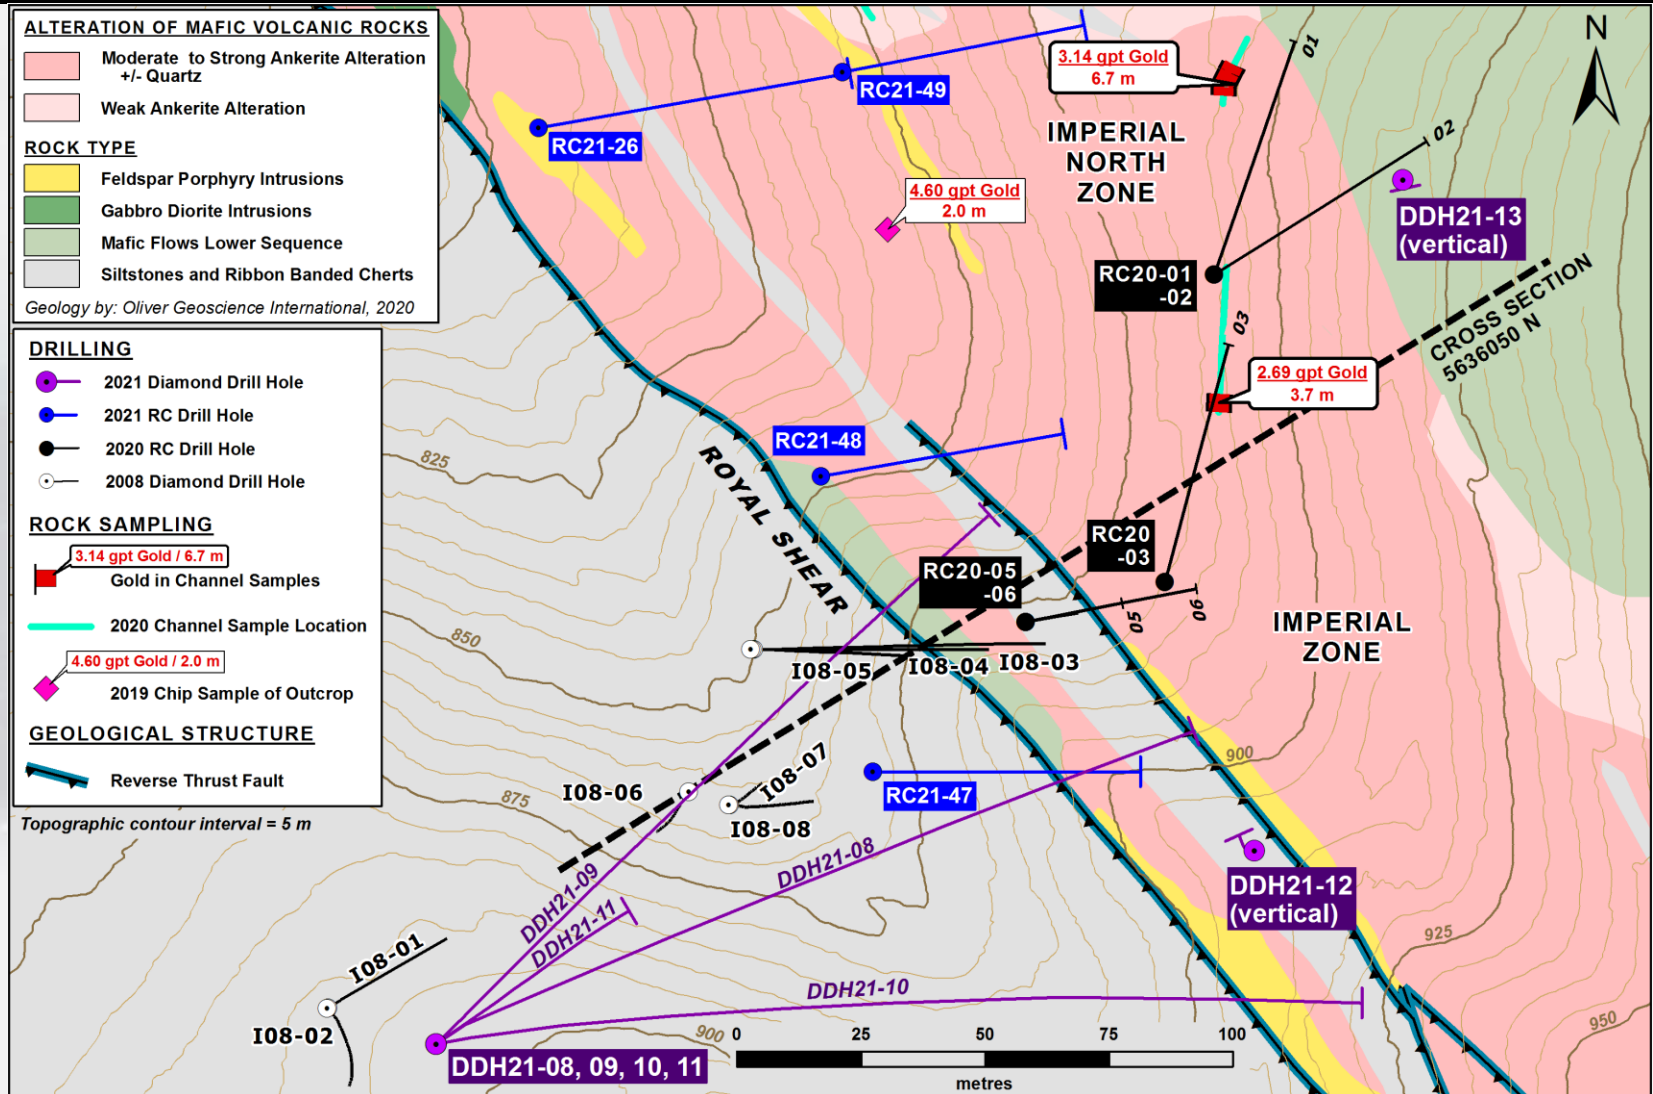 ALTERATION OF MAFIC VOLCANIC ROCKS
Moderate to Strong Ankerite Alteration
+/- Quartz
Weak Ankerite Alteration
ROCK TYPE
Feldspar Porphyry Intrusions
Gabbro Diorite Intrusions
Mafic Flows Lower Sequence
Siltstones and Ribbon Banded Cherts
Geology by: Oliver Geoscience International, 2020
DRILLING
2021 Diamond Drill Hole
2021 RC Drill Hole
2020 RC Drill Hole
2008 Diamond Drill Hole
ROCK SAMPLING
3.14 gpt Gold / 6.7 m
Gold in Channel Samples
2020 Channel Sample Location
4.60 gpt Gold / 2.0 m
2019 Chip Sample of Outcrop
GEOLOGICAL STRUCTURE
Reverse Thrust Fault
Topographic contour interval = 5 m
N
01
3.14 gpt Gold
6.7 m
RC21-49
RC21-26
IMPERIAL
NORTH
ZONE
02
4.60 gpt Gold
2.0 m
DDH21-13
(vertical)
RC20-01
-02
CROSS SECTION
5636050 N
03
2.69 gpt Gold
3.7 m
RC21-48
825
ROYAL SHEAR
RC20
-03
RC20-05
-06
05
06
IMPERIAL
ZONE
850
I08-05
I08-04
I08-03
900
I08-06
I08-07
I08-08
875
RC21-47
DDH21-08
DDH21-09
DDH21-11
DDH21-12
(vertical)
925
I08-01
I08-02
DDH21-10
950
900
DDH21-08, 09, 10, 11
0 25 50 75 100
metres